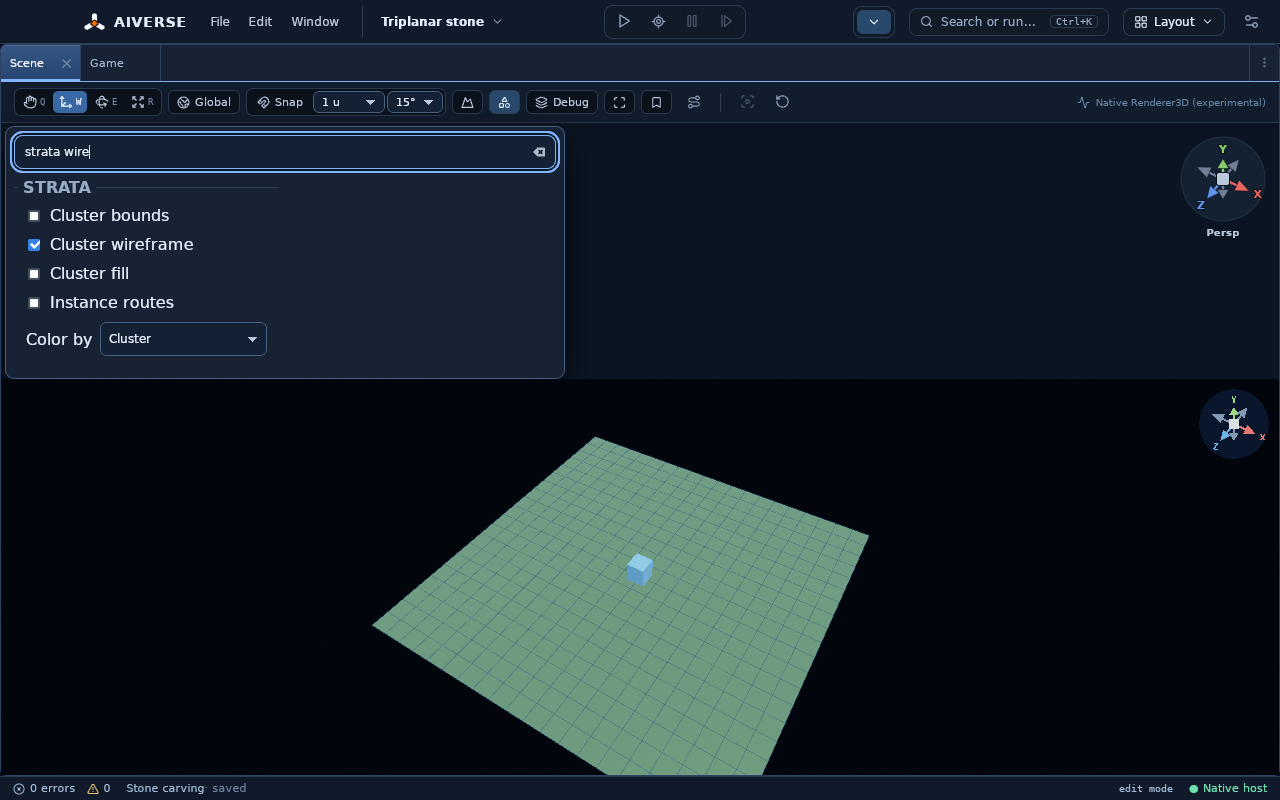 AIVERSE File Edit Window Triplanar stone Search or run... Ctrl+K Layout
Scene Game
Q W E R Global Snap 1 u 15° Debug Native Renderer3D (experimental)
strata wire
STRATA
Cluster bounds
Cluster wireframe
Cluster fill
Instance routes
Color by Cluster
Y
X
Z
Persp
Y
X
Z
0 errors 0 Stone carving · saved edit mode Native host